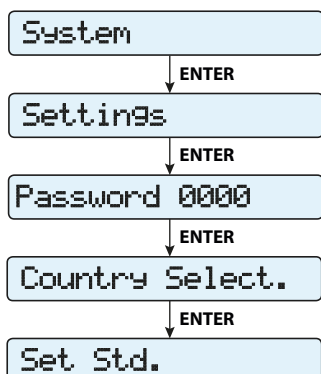 System
ENTER
Settings
ENTER
Password 0000
ENTER
Country Select.
ENTER
Set Std.